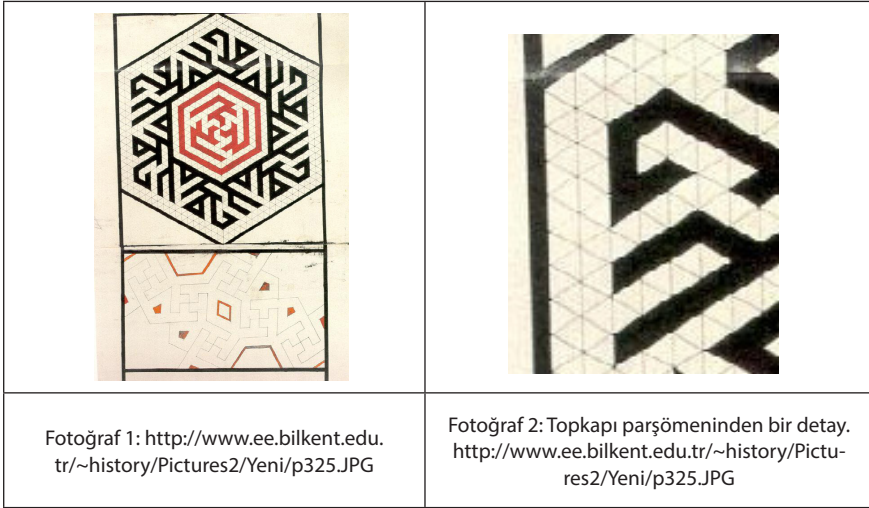 Fotoğraf 1: http://www.ee.bilkent.edu.
tr/~history/Pictures2/Yeni/p325.JPG
Fotoğraf 2: Topkapı parşömeninden bir detay.
http://www.ee.bilkent.edu.tr/~history/Pictu-
res2/Yeni/p325.JPG